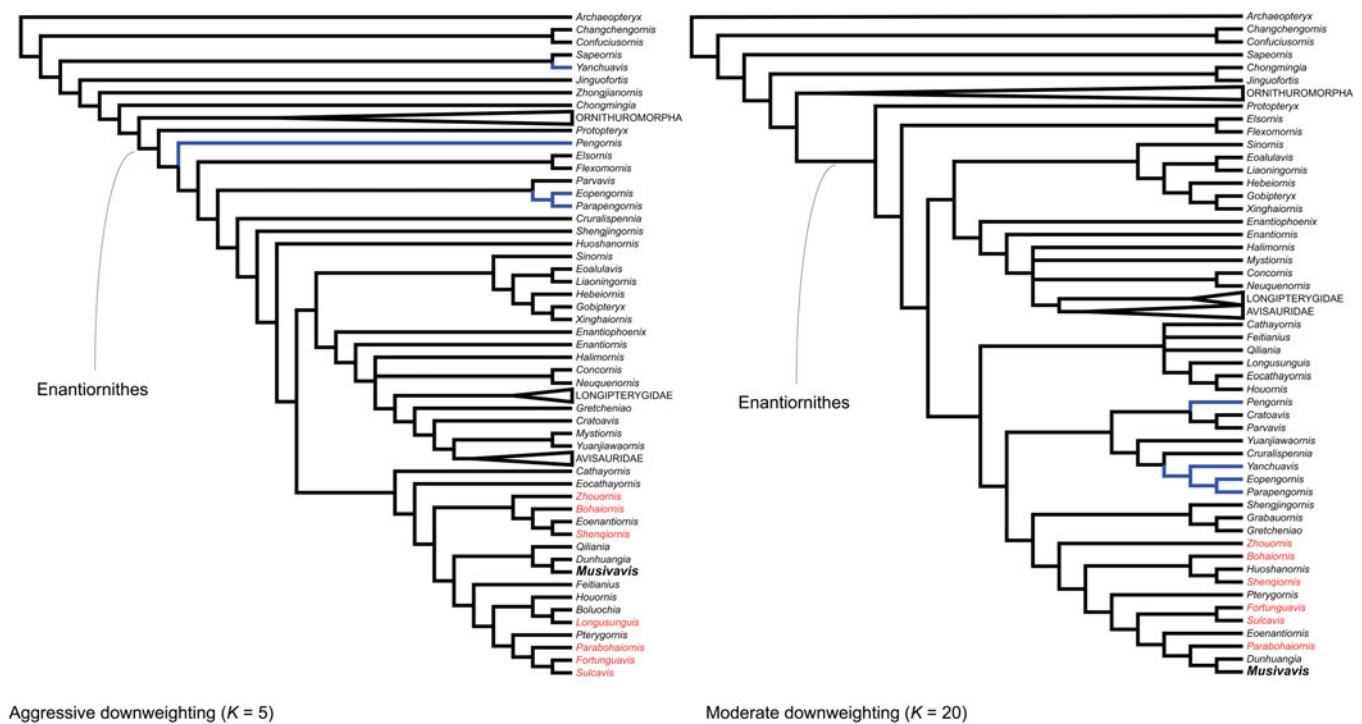 Archaeopteryx
Changchengornis
Confuciusornis
Sapeornis
Yanchuavis
Jinguofortis
Zhongjianornis
Chongmingia
ORNITHUROMORPHA
Protopteryx
Pengornis
Elsornis
Flexomornis
Parvavis
Eopengornis
Parapengornis
Cruralispennia
Shengjingornis
Huoshanornis
Sinornis
Eoalulavis
Liaoningornis
Hebeiornis
Gobipteryx
Xinghaiornis
Enantiophoenix
Enantiornis
Halimornis
Concornis
Neuquenornis
LONGIPTERYGIDAE
Gretcheniao
Cratoavis
Mystiornis
Yuanjiawaornis
AVISAURIDAE
Cathayornis
Eocathayornis
Zhouornis
Bohaiornis
Eoenantiornis
Shenqiornis
Qiliania
Dunhuangia
Musivavis
Feitianius
Houornis
Boluochia
Longusunguis
Pterygornis
Parabohaiornis
Fortunguavis
Sulcavis
Enantiornithes
Aggressive downweighting (K = 5)
Archaeopteryx
Changchengornis
Confuciusornis
Sapeornis
Chongmingia
Jinguofortis
ORNITHUROMORPHA
Protopteryx
Elsornis
Flexomornis
Sinornis
Eoalulavis
Liaoningornis
Hebeiornis
Gobipteryx
Xinghaiornis
Enantiophoenix
Enantiornis
Halimornis
Mystiornis
Concornis
Neuquenornis
LONGIPTERYGIDAE
AVISAURIDAE
Cathayornis
Feitianius
Qiliania
Longusunguis
Eocathayornis
Houornis
Pengornis
Cratoavis
Parvavis
Yuanjiawaornis
Cruralispennia
Yanchuavis
Eopengornis
Parapengornis
Shengjingornis
Grabauornis
Gretcheniao
Zhouornis
Bohaiornis
Huoshanornis
Shenqiornis
Pterygornis
Fortunguavis
Sulcavis
Eoenantiornis
Parabohaiornis
Dunhuangia
Musivavis
Enantiornithes
Moderate downweighting (K = 20)